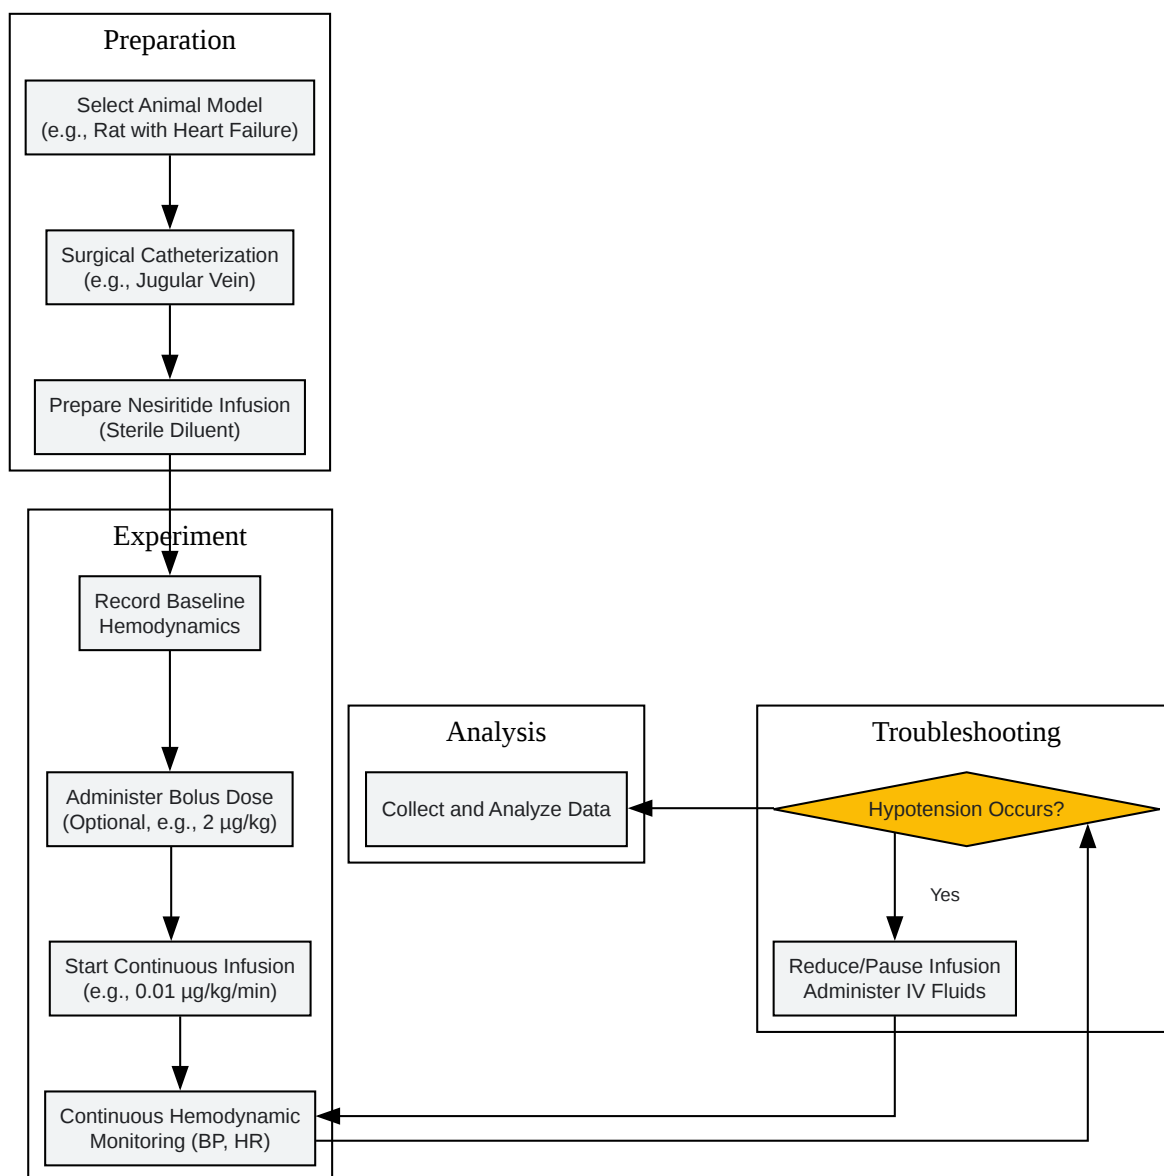 Preparation
Select Animal Model
(e.g., Rat with Heart Failure)
Surgical Catheterization
(e.g., Jugular Vein)
Prepare Nesiritide Infusion
(Sterile Diluent)
Experiment
Record Baseline
Hemodynamics
Administer Bolus Dose
(Optional, e.g., 2 µg/kg)
Start Continuous Infusion
(e.g., 0.01 µg/kg/min)
Continuous Hemodynamic
Monitoring (BP, HR)
Analysis
Collect and Analyze Data
Troubleshooting
Hypotension Occurs?
Yes
Reduce/Pause Infusion
Administer IV Fluids